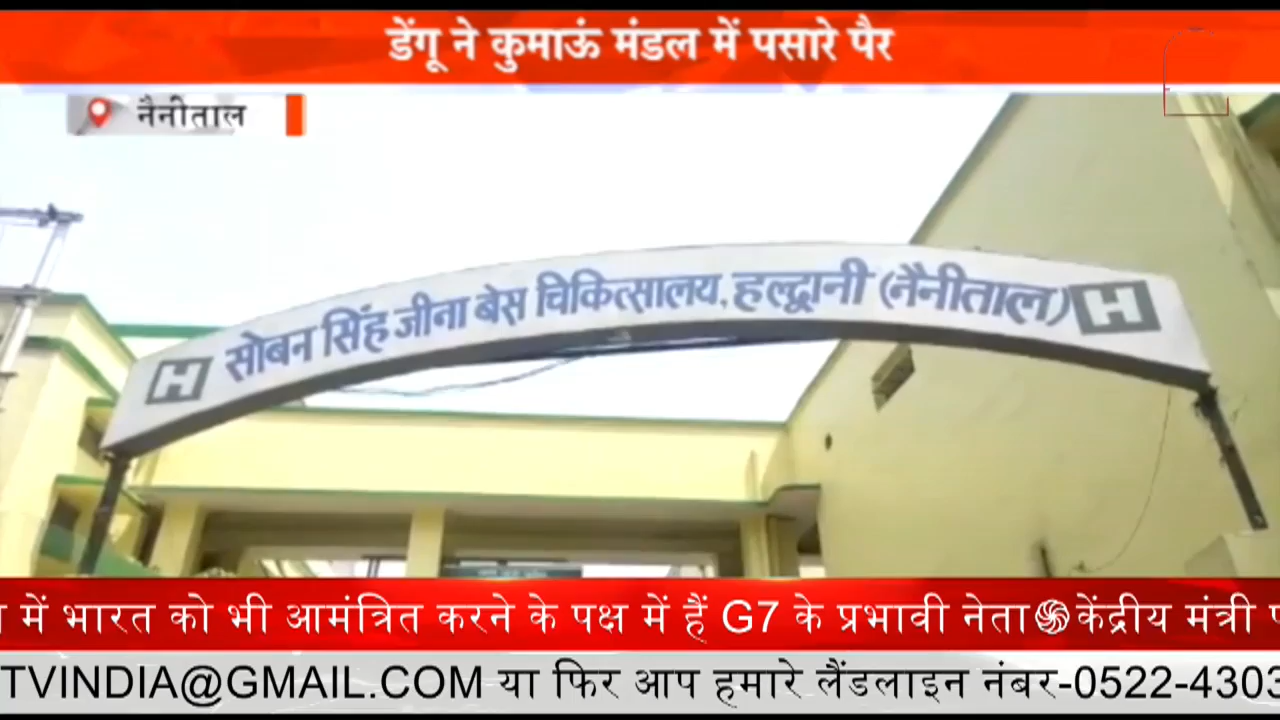 डेंगू ने कुमाऊं मंडल में पसारे पैर
नैनीताल
H सोबन सिंह जीना बेस चिकित्सालय, हल्द्वानी (नैनीताल) H
में भारत को भी आमंत्रित करने के पक्ष में हैं G7 के प्रभावी नेता केंद्रीय मंत्री
TVINDIA@GMAIL.COM या फिर आप हमारे लैंडलाइन नंबर-0522-4303